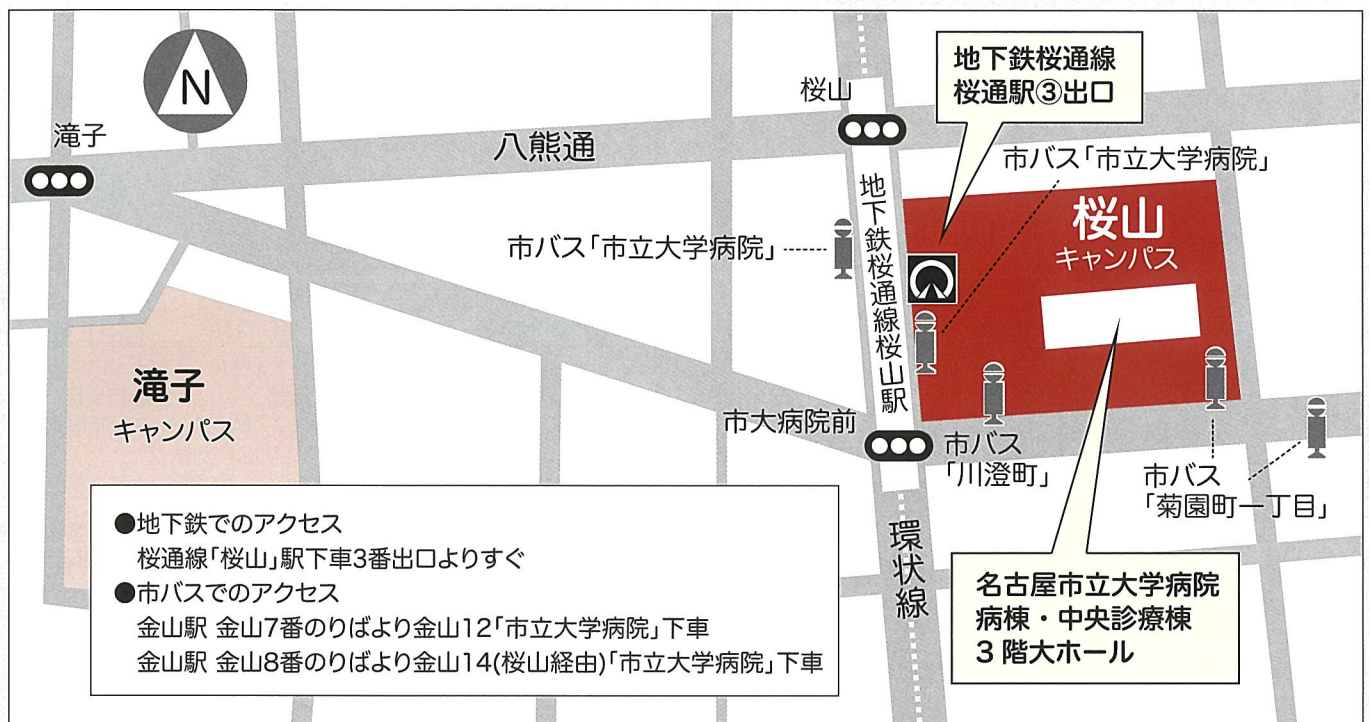 N
滝子
八熊通
桜山
地下鉄桜通線
桜通駅③出口
市バス「市立大学病院」
市バス「市立大学病院」
地下鉄桜通線桜山駅
桜山
キャンパス
滝子
キャンパス
市大病院前
市バス
「川澄町」
市バス
「菊園町一丁目」
環状線
●地下鉄でのアクセス
桜通線「桜山」駅下車3番出口よりすぐ
●市バスでのアクセス
金山駅 金山7番のりばより金山12「市立大学病院」下車
金山駅 金山8番のりばより金山14(桜山経由)「市立大学病院」下車
名古屋市立大学病院
病棟・中央診療棟
3階大ホール